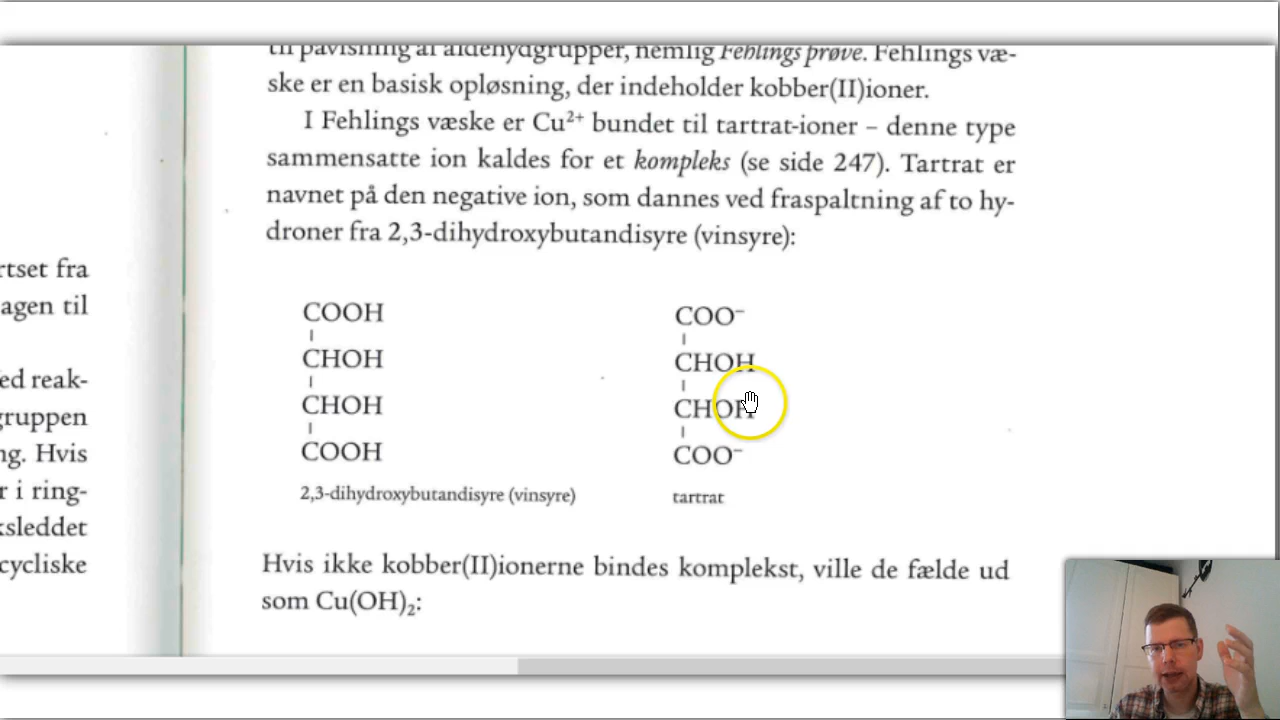 til påvisning af aldehydgrupper, nemlig Fehlings prøve. Fehlings væ-
ske er en basisk opløsning, der indeholder kobber(II)ioner.
I Fehlings væske er Cu²⁺ bundet til tartrat-ioner – denne type
sammensatte ion kaldes for et kompleks (se side 247). Tartrat er
navnet på den negative ion, som dannes ved fraspaltning af to hy-
droner fra 2,3-dihydroxybutandisyre (vinsyre):
rtset fra
agen til
ed reak-
gruppen
ng. Hvis
r i ring-
ksleddet
cycliske
COOH
CHOH
CHOH
COOH
2,3-dihydroxybutandisyre (vinsyre)
COO⁻
CHOH
CHOH
COO⁻
tartrat
Hvis ikke kobber(II)ionerne bindes komplekst, ville de fælde ud
som Cu(OH)₂: